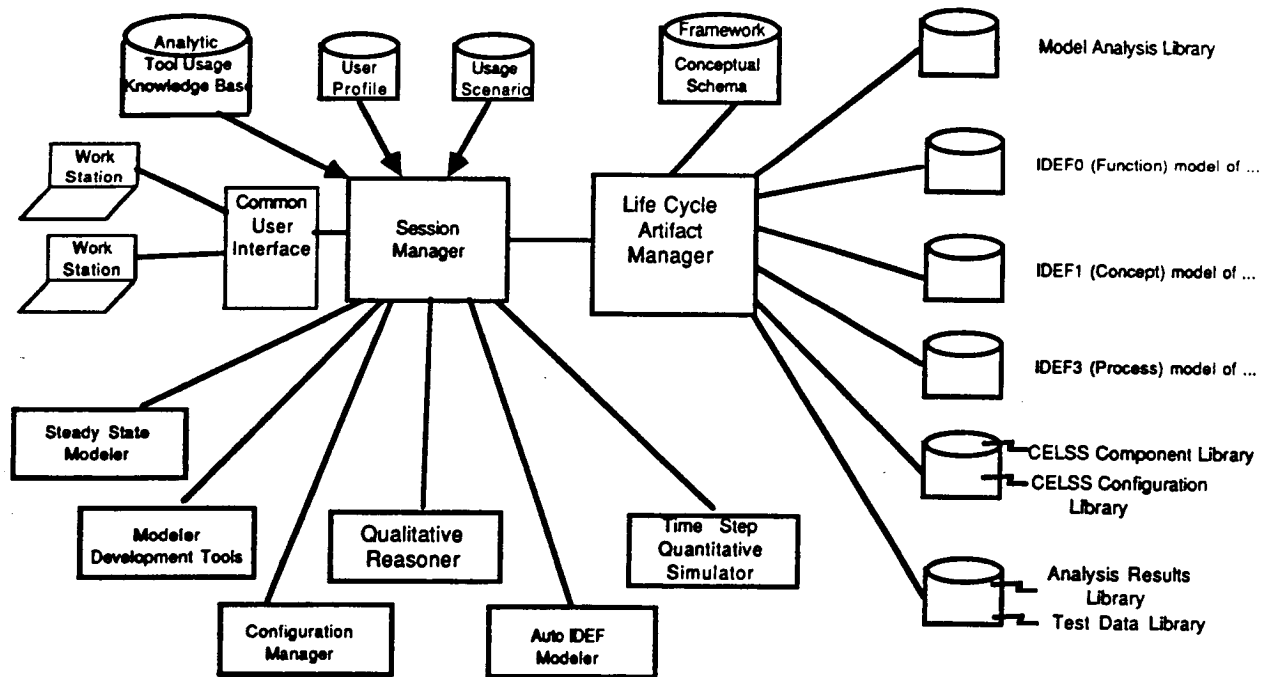 Analytic
Tool Usage
Knowledge Base
User
Profile
Usage
Scenario
Framework
Conceptual
Schema
Model Analysis Library
Work
Station
Work
Station
Common
User
Interface
Session
Manager
Life Cycle
Artifact
Manager
IDEF0 (Function) model of ...
IDEF1 (Concept) model of ...
IDEF3 (Process) model of ...
CELSS Component Library
CELSS Configuration
Library
Analysis Results
Library
Test Data Library
Steady State
Modeler
Modeler
Development Tools
Qualitative
Reasoner
Time Step
Quantitative
Simulator
Configuration
Manager
Auto IDEF
Modeler